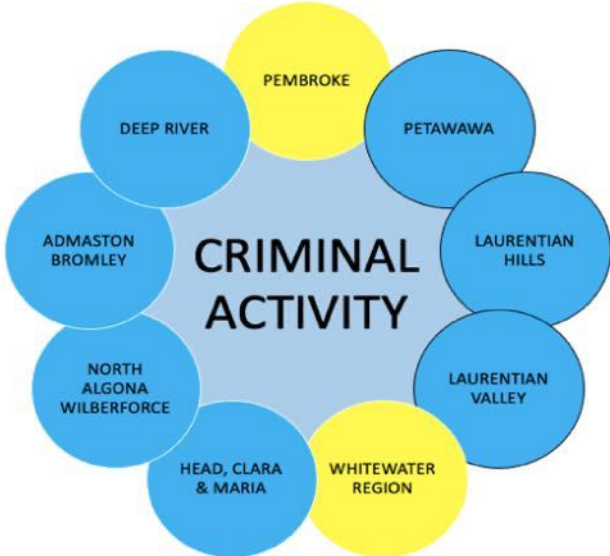 PEMBROKE
DEEP RIVER
PETAWAWA
ADMASTON
BROMLEY
CRIMINAL
ACTIVITY
LAURENTIAN
HILLS
NORTH
ALGONA
WILBERFORCE
LAURENTIAN
VALLEY
HEAD, CLARA
& MARIA
WHITEWATER
REGION